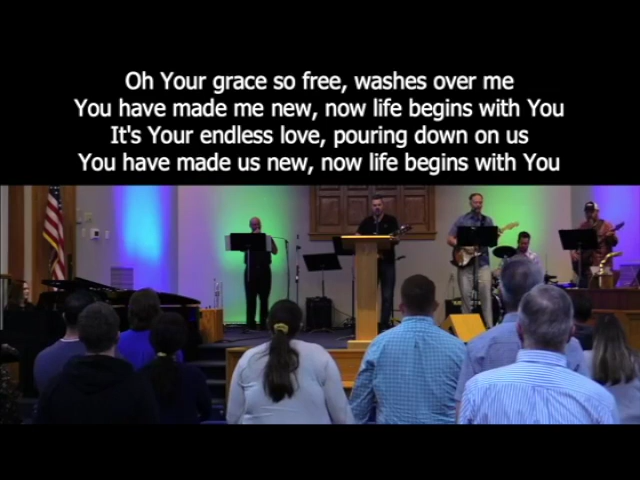 Oh Your grace so free, washes over me
You have made me new, now life begins with You
It's Your endless love, pouring down on us
You have made us new, now life begins with You